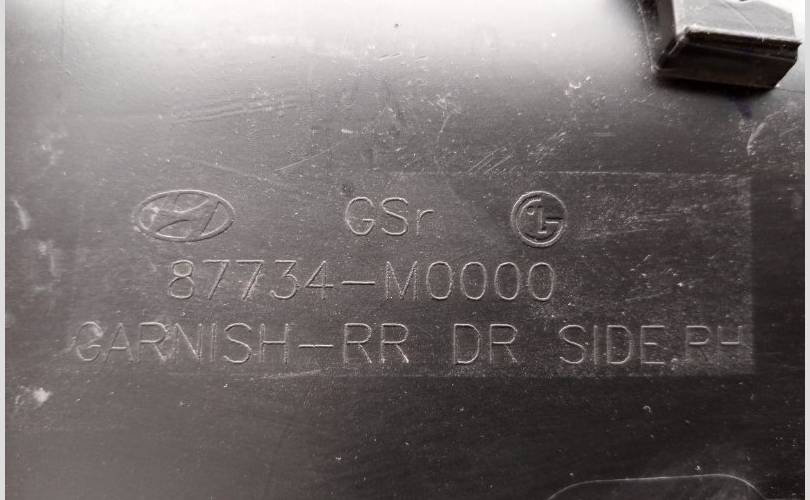 GSr
87734-M0000
GARNISH-RR DR SIDE.RH